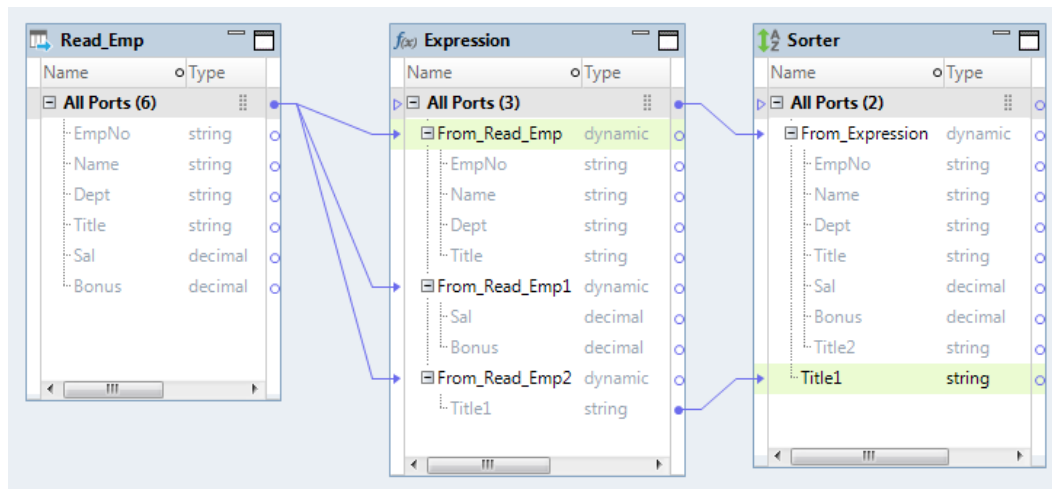 Read_Emp
Name Type
All Ports (6)
EmpNo string
Name string
Dept string
Title string
Sal decimal
Bonus decimal
f(x) Expression
Name Type
All Ports (3)
From_Read_Emp dynamic
EmpNo string
Name string
Dept string
Title string
From_Read_Emp1 dynamic
Sal decimal
Bonus decimal
From_Read_Emp2 dynamic
Title1 string
A Z Sorter
Name Type
All Ports (2)
From_Expression dynamic
EmpNo string
Name string
Dept string
Title string
Sal decimal
Bonus decimal
Title2 string
Title1 string